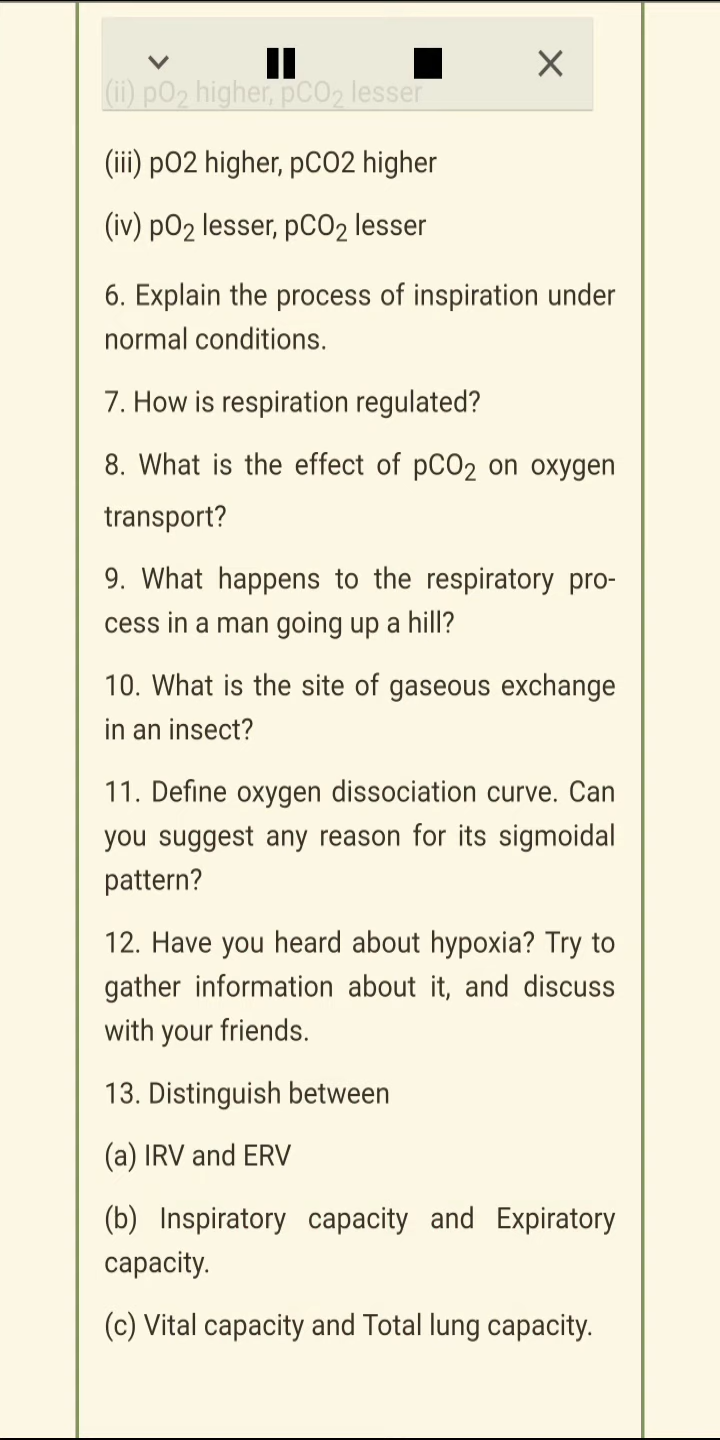 (ii) pO₂ higher, pCO₂ lesser
(iii) pO2 higher, pCO2 higher
(iv) pO₂ lesser, pCO₂ lesser
6. Explain the process of inspiration under
normal conditions.
7. How is respiration regulated?
8. What is the effect of pCO₂ on oxygen
transport?
9. What happens to the respiratory pro-
cess in a man going up a hill?
10. What is the site of gaseous exchange
in an insect?
11. Define oxygen dissociation curve. Can
you suggest any reason for its sigmoidal
pattern?
12. Have you heard about hypoxia? Try to
gather information about it, and discuss
with your friends.
13. Distinguish between
(a) IRV and ERV
(b) Inspiratory capacity and Expiratory
capacity.
(c) Vital capacity and Total lung capacity.